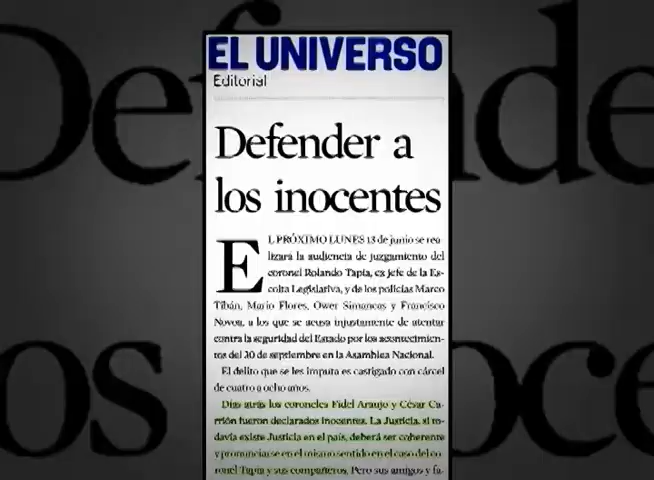 EL UNIVERSO
Editorial
Defender a
los inocentes
EL PRÓXIMO LUNES 13 de junio se rea-
lizará la audiencia de juzgamiento del
coronel Rolando Tapia, ex jefe de la Es-
colta Legislativa, y de los policías Marco
Tibán, Mario Flores, Ower Simancas y Francisco
Novoa, a los que se acusa injustamente de atentar
contra la seguridad del Estado por los acontecimien-
tos del 30 de septiembre en la Asamblea Nacional.
El delito que se les imputa es castigado con cárcel
de cuatro a ocho años.
Días atrás los coroneles Fidel Araujo y César Ca-
rrión fueron declarados inocentes. La Justicia, si to-
davía existe Justicia en el país, deberá ser coherente
y pronunciarse en el mismo sentido en el caso del co-
ronel Tapia y sus compañeros. Pero sus amigos y fa-